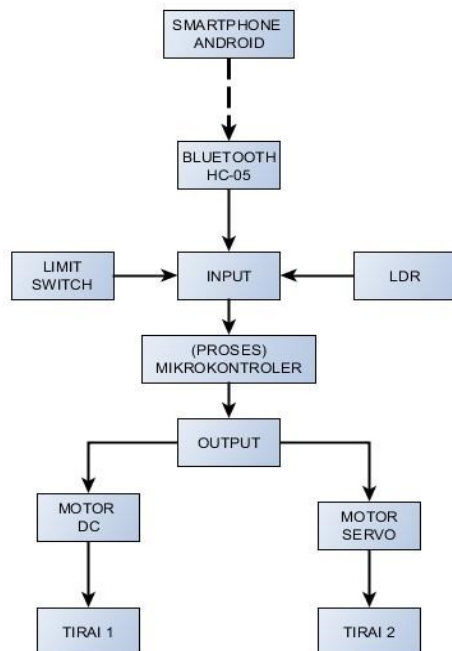 SMARTPHONE
ANDROID
BLUETOOTH
HC-05
LIMIT
SWITCH
INPUT
LDR
(PROSES)
MIKROKONTROLER
OUTPUT
MOTOR
DC
MOTOR
SERVO
TIRAI 1
TIRAI 2